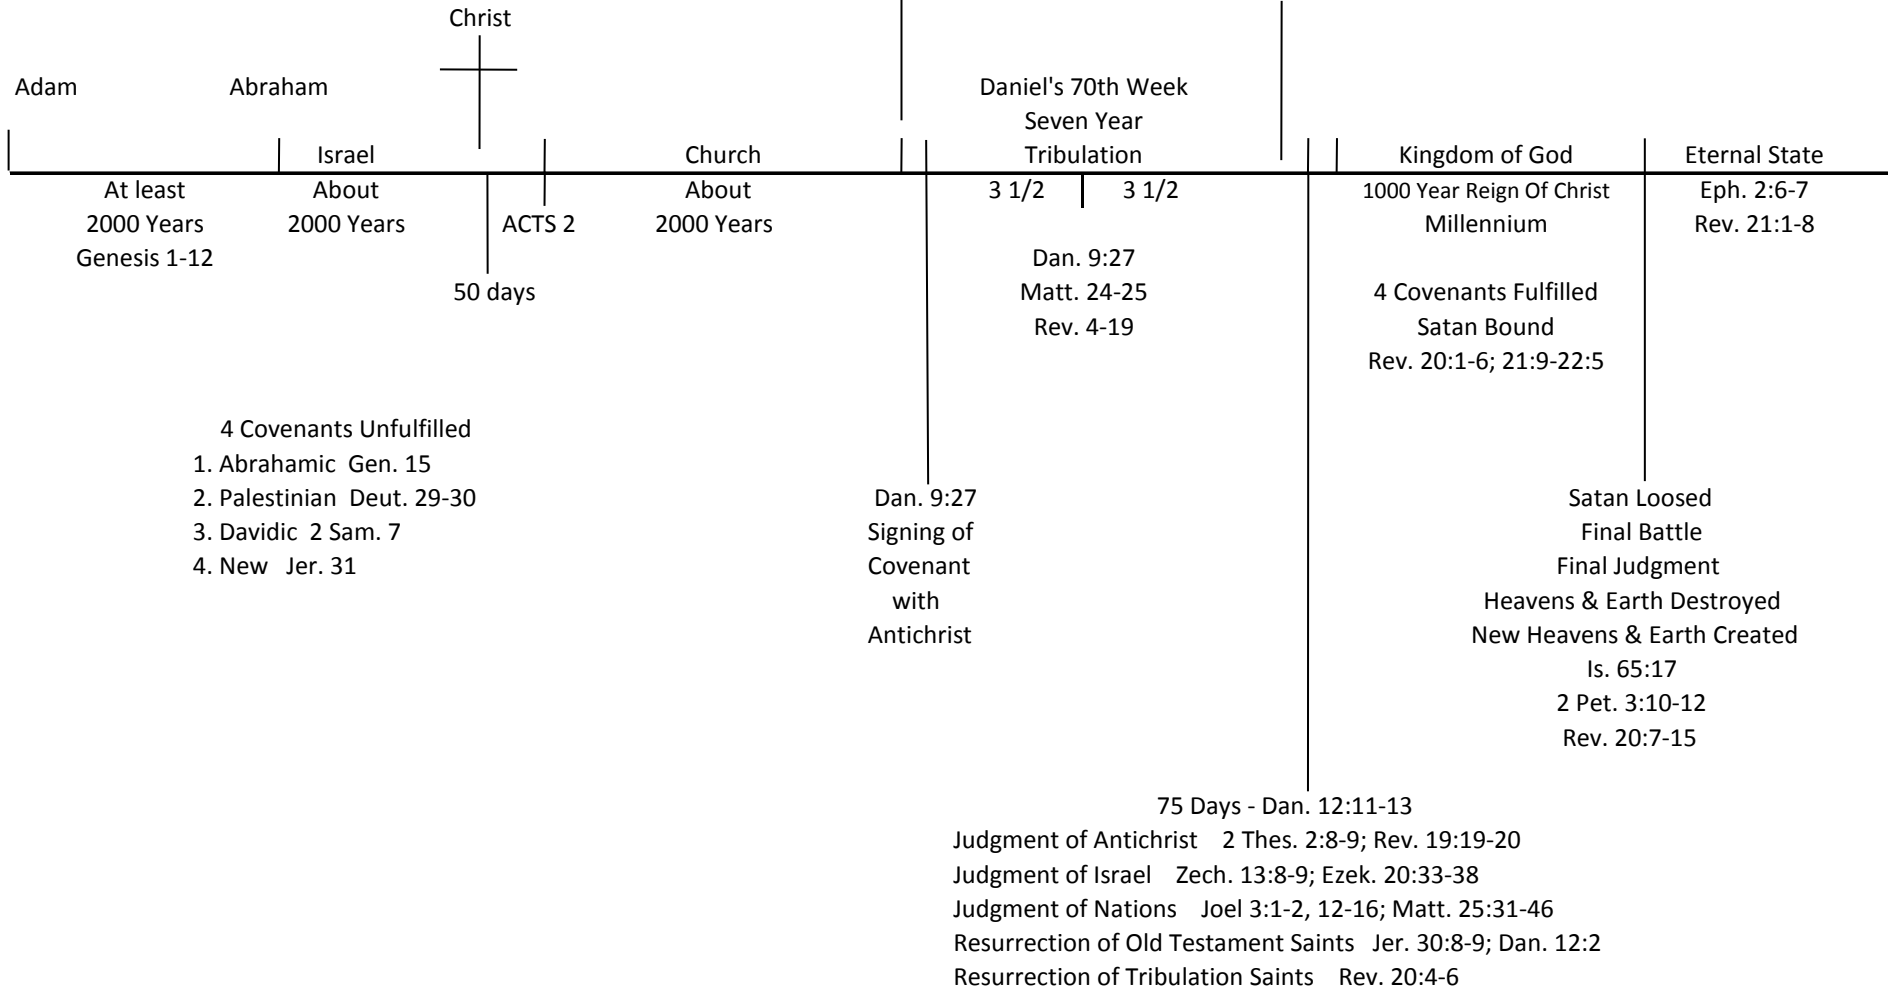 Christ
Adam Abraham Daniel's 70th Week
Seven Year
Israel Church Tribulation Kingdom of God Eternal State
At least About About 3 1/2 3 1/2 1000 Year Reign Of Christ Eph. 2:6-7
2000 Years 2000 Years ACTS 2 2000 Years Millennium Rev. 21:1-8
Genesis 1-12 Dan. 9:27
50 days Matt. 24-25 4 Covenants Fulfilled
Rev. 4-19 Satan Bound
Rev. 20:1-6; 21:9-22:5
4 Covenants Unfulfilled
1. Abrahamic Gen. 15
2. Palestinian Deut. 29-30
3. Davidic 2 Sam. 7
4. New Jer. 31
Dan. 9:27
Signing of
Covenant
with
Antichrist
Satan Loosed
Final Battle
Final Judgment
Heavens & Earth Destroyed
New Heavens & Earth Created
Is. 65:17
2 Pet. 3:10-12
Rev. 20:7-15
75 Days - Dan. 12:11-13
Judgment of Antichrist 2 Thes. 2:8-9; Rev. 19:19-20
Judgment of Israel Zech. 13:8-9; Ezek. 20:33-38
Judgment of Nations Joel 3:1-2, 12-16; Matt. 25:31-46
Resurrection of Old Testament Saints Jer. 30:8-9; Dan. 12:2
Resurrection of Tribulation Saints Rev. 20:4-6